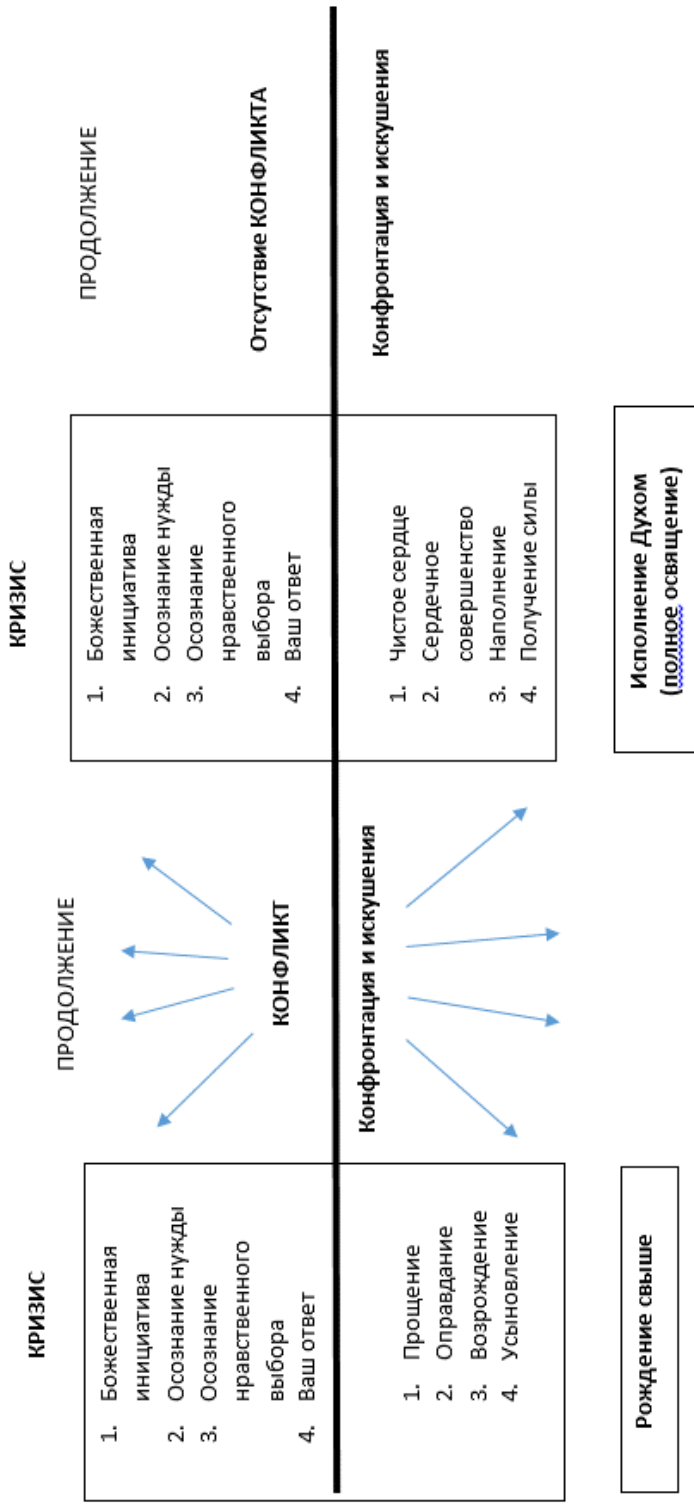 КРИЗИС
1. Божественная
инициатива
2. Осознание нужды
3. Осознание
нравственного
выбора
4. Ваш ответ
1. Прощение
2. Оправдание
3. Возрождение
4. Усыновление
Рождение свыше
ПРОДОЛЖЕНИЕ
КОНФЛИКТ
Конфронтация и искушения
КРИЗИС
1. Божественная
инициатива
2. Осознание нужды
3. Осознание
нравственного
выбора
4. Ваш ответ
1. Чистое сердце
2. Сердечное
совершенство
3. Наполнение
4. Получение силы
Исполнение Духом
(полное освящение)
ПРОДОЛЖЕНИЕ
Отсутствие КОНФЛИКТА
Конфронтация и искушения